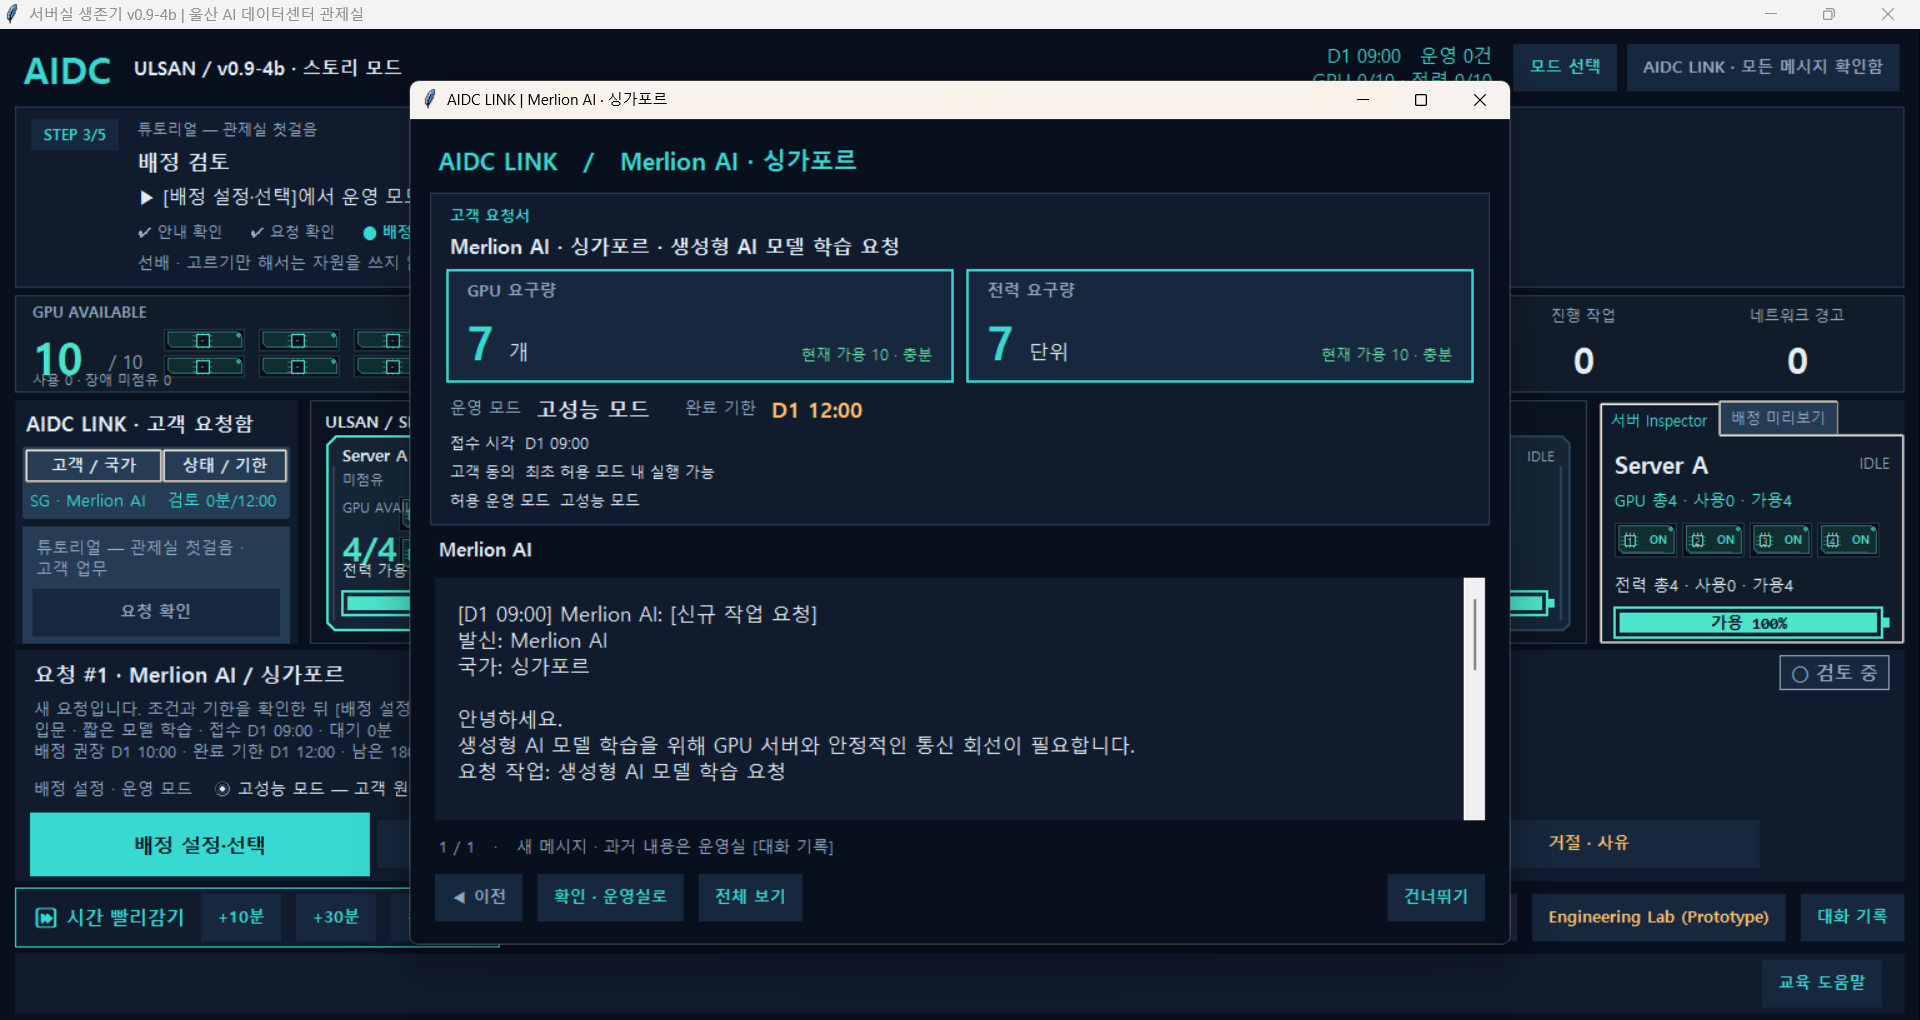 서버실 생존기 v0.9-4b | 울산 AI 데이터센터 관제실
AIDC
ULSAN / v0.9-4b · 스토리 모드
D1 09:00 운영 0건
GPU 0/10 · 전력 0/10
모드 선택
AIDC LINK · 모든 메시지 확인함
STEP 3/5
튜토리얼 — 관제실 첫걸음
배정 검토
▶ [배정 설정·선택]에서 운영 모
✔ 안내 확인 ✔ 요청 확인 ● 배정
선배 · 고르기만 해서는 자원을 쓰지
GPU AVAILABLE
10 / 10
사용 0 · 장애 미점유 0
진행 작업
0
네트워크 경고
0
AIDC LINK · 고객 요청함
고객 / 국가
상태 / 기한
SG · Merlion AI
검토 0분/12:00
튜토리얼 — 관제실 첫걸음 ·
고객 업무
요청 확인
ULSAN / S
Server A
미점유
GPU AVAI
4/4
전력 가용
IDLE
서버 Inspector
배정 미리보기
Server A
IDLE
GPU 총4 · 사용0 · 가용4
1 ON
2 ON
3 ON
4 ON
전력 총4 · 사용0 · 가용4
가용 100%
요청 #1 · Merlion AI / 싱가포르
○ 검토 중
새 요청입니다. 조건과 기한을 확인한 뒤 [배정 설정
입문 · 짧은 모델 학습 · 접수 D1 09:00 · 대기 0분
배정 권장 D1 10:00 · 완료 기한 D1 12:00 · 남은 18
배정 설정 · 운영 모드
고성능 모드 — 고객 원
배정 설정·선택
거절 · 사유
시간 빨리감기
+10분
+30분
Engineering Lab (Prototype)
대화 기록
교육 도움말
AIDC LINK | Merlion AI · 싱가포르
AIDC LINK / Merlion AI · 싱가포르
고객 요청서
Merlion AI · 싱가포르 · 생성형 AI 모델 학습 요청
GPU 요구량
7 개
현재 가용 10 · 충분
전력 요구량
7 단위
현재 가용 10 · 충분
운영 모드 고성능 모드 완료 기한 D1 12:00
접수 시각 D1 09:00
고객 동의 최초 허용 모드 내 실행 가능
허용 운영 모드 고성능 모드
Merlion AI
[D1 09:00] Merlion AI: [신규 작업 요청]
발신: Merlion AI
국가: 싱가포르
안녕하세요.
생성형 AI 모델 학습을 위해 GPU 서버와 안정적인 통신 회선이 필요합니다.
요청 작업: 생성형 AI 모델 학습 요청
1 / 1 · 새 메시지 · 과거 내용은 운영실 [대화 기록]
◀ 이전
확인 · 운영실로
전체 보기
건너뛰기